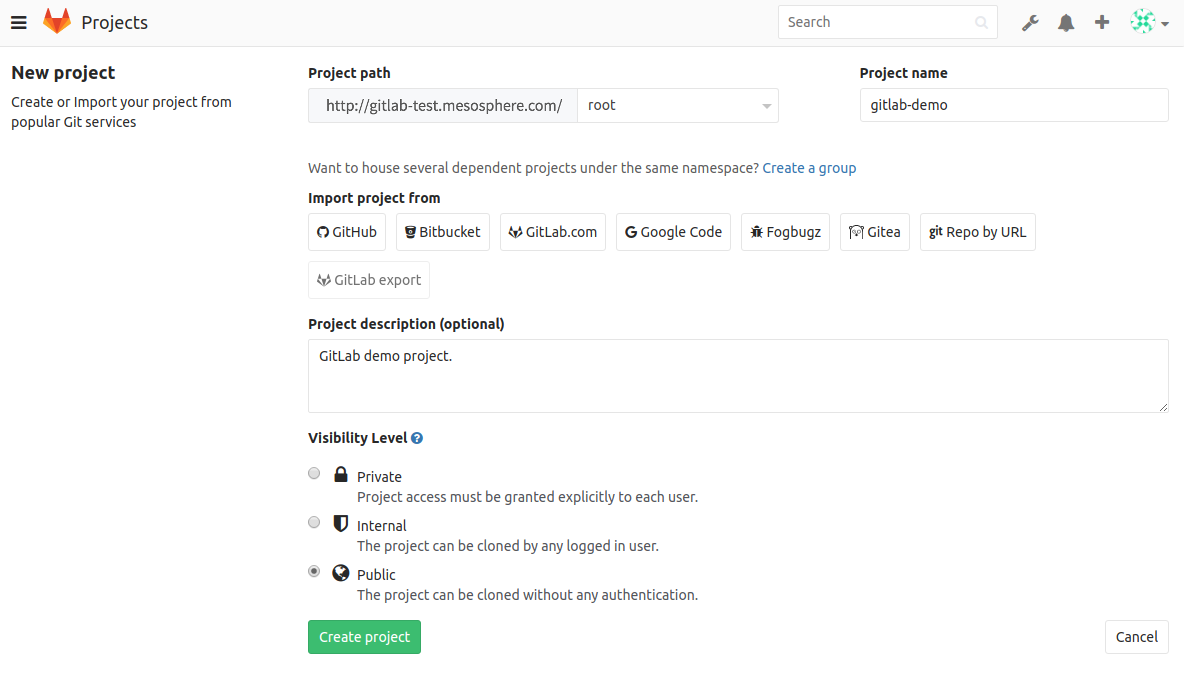 Projects
Search
New project
Create or Import your project from
popular Git services
Project path
Project name
http://gitlab-test.mesosphere.com/
root
gitlab-demo
Want to house several dependent projects under the same namespace? Create a group
Import project from
GitHub
Bitbucket
GitLab.com
G Google Code
Fogbugz
Gitea
git Repo by URL
GitLab export
Project description (optional)
GitLab demo project.
Visibility Level ?
Private
Project access must be granted explicitly to each user.
Internal
The project can be cloned by any logged in user.
Public
The project can be cloned without any authentication.
Create project
Cancel